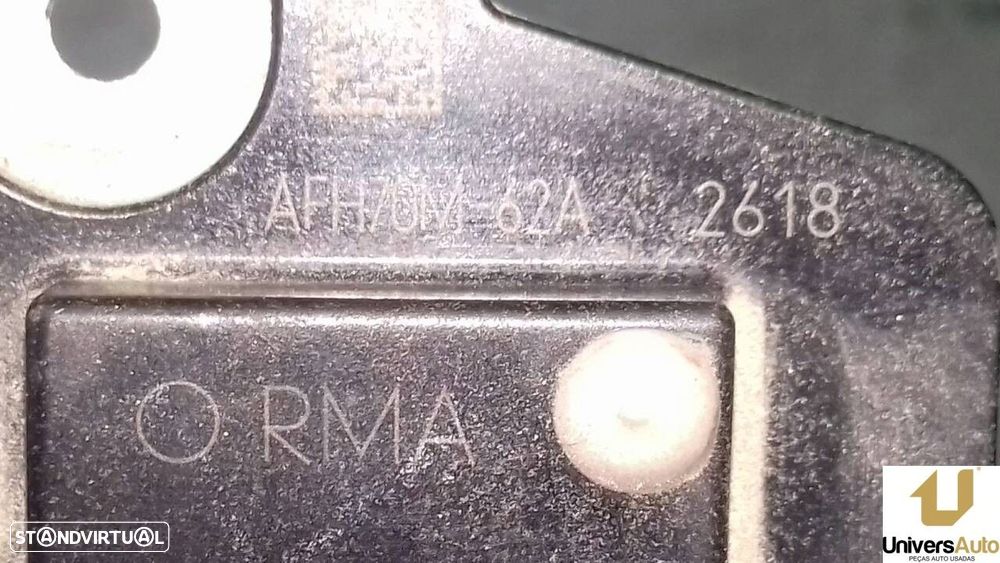 AFH70M-62A 2618
O RMA
STANDVIRTUAL
UniversAuto
PEÇAS AUTO USADAS